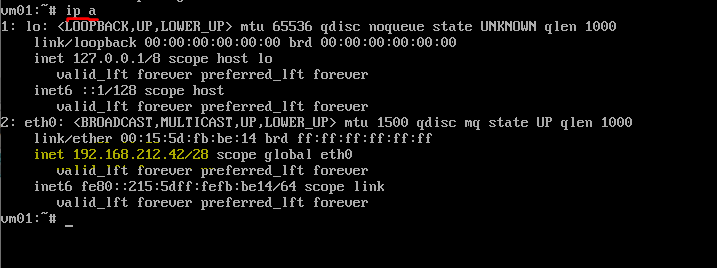 vm01:~# ip a
1: lo: <LOOPBACK,UP,LOWER_UP> mtu 65536 qdisc noqueue state UNKNOWN qlen 1000
link/loopback 00:00:00:00:00:00 brd 00:00:00:00:00:00
inet 127.0.0.1/8 scope host lo
valid_lft forever preferred_lft forever
inet6 ::1/128 scope host
valid_lft forever preferred_lft forever
2: eth0: <BROADCAST,MULTICAST,UP,LOWER_UP> mtu 1500 qdisc mq state UP qlen 1000
link/ether 00:15:5d:fb:be:14 brd ff:ff:ff:ff:ff:ff
inet 192.168.212.42/28 scope global eth0
valid_lft forever preferred_lft forever
inet6 fe80::215:5dff:fefb:be14/64 scope link
valid_lft forever preferred_lft forever
vm01:~# _